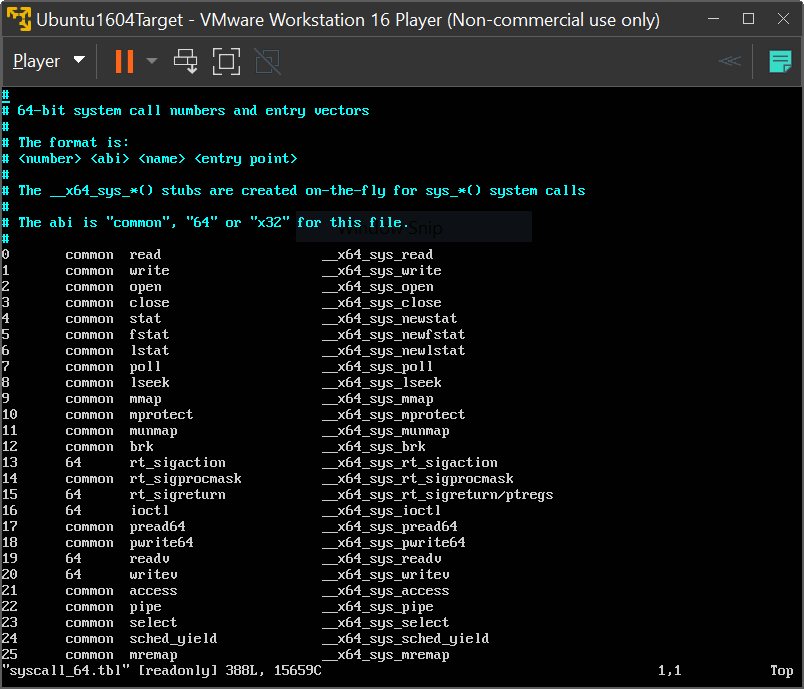 Ubuntu1604Target - VMware Workstation 16 Player (Non-commercial use only)
Player
#
# 64-bit system call numbers and entry vectors
#
# The format is:
# <number> <abi> <name> <entry point>
#
# The __x64_sys_*() stubs are created on-the-fly for sys_*() system calls
#
# The abi is "common", "64" or "x32" for this file.
#
0 common read __x64_sys_read
1 common write __x64_sys_write
2 common open __x64_sys_open
3 common close __x64_sys_close
4 common stat __x64_sys_newstat
5 common fstat __x64_sys_newfstat
6 common lstat __x64_sys_newlstat
7 common poll __x64_sys_poll
8 common lseek __x64_sys_lseek
9 common mmap __x64_sys_mmap
10 common mprotect __x64_sys_mprotect
11 common munmap __x64_sys_munmap
12 common brk __x64_sys_brk
13 64 rt_sigaction __x64_sys_rt_sigaction
14 common rt_sigprocmask __x64_sys_rt_sigprocmask
15 64 rt_sigreturn __x64_sys_rt_sigreturn/ptregs
16 64 ioctl __x64_sys_ioctl
17 common pread64 __x64_sys_pread64
18 common pwrite64 __x64_sys_pwrite64
19 64 readv __x64_sys_readv
20 64 writev __x64_sys_writev
21 common access __x64_sys_access
22 common pipe __x64_sys_pipe
23 common select __x64_sys_select
24 common sched_yield __x64_sys_sched_yield
25 common mremap __x64_sys_mremap
"syscall_64.tbl" [readonly] 388L, 15659C 1,1 Top